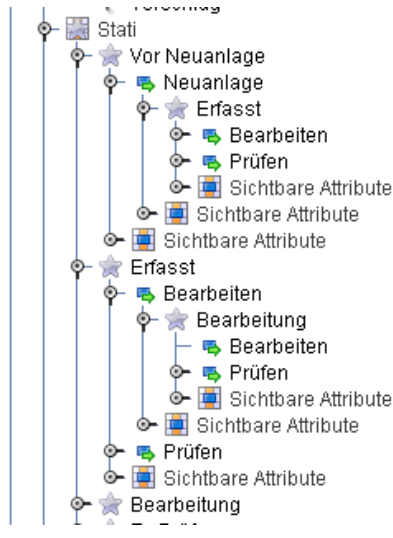 Vorschlag
Stati
Vor Neuanlage
Neuanlage
Erfasst
Bearbeiten
Prüfen
Sichtbare Attribute
Sichtbare Attribute
Sichtbare Attribute
Erfasst
Bearbeiten
Bearbeitung
Bearbeiten
Prüfen
Sichtbare Attribute
Sichtbare Attribute
Prüfen
Sichtbare Attribute
Bearbeitung